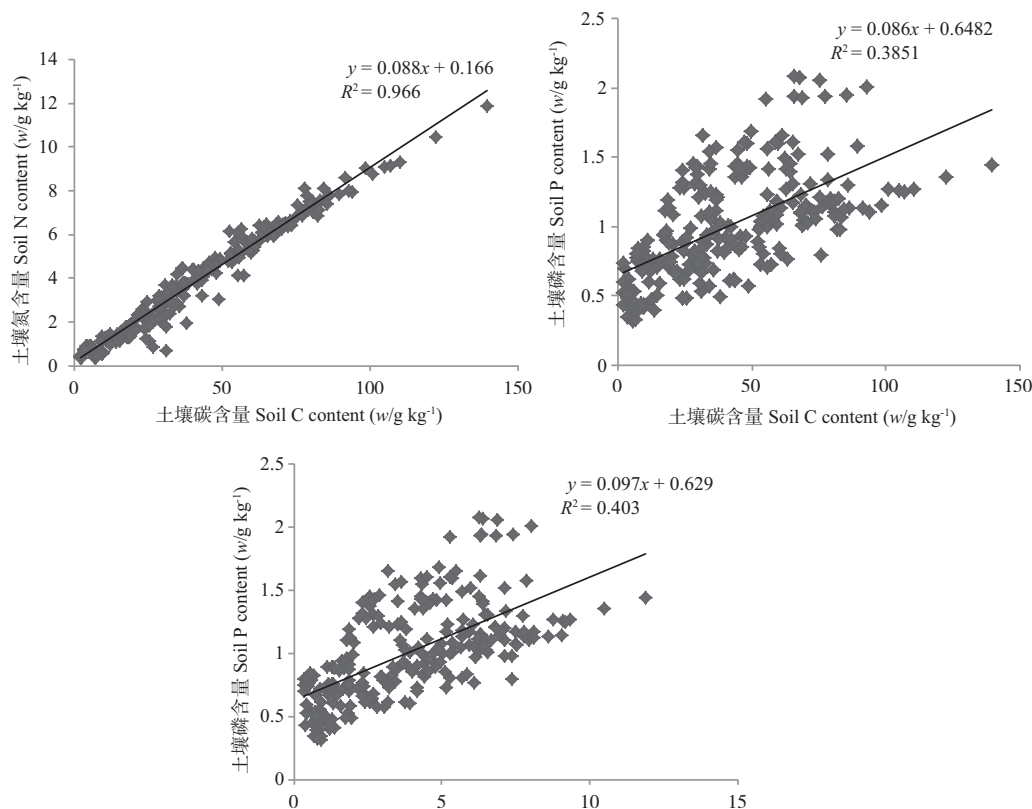 y = 0.088x + 0.166
R² = 0.966
14
12
10
8
6
4
2
0
土壤氮含量 Soil N content (w/g kg⁻¹)
0 50 100 150
土壤碳含量 Soil C content (w/g kg⁻¹)
y = 0.086x + 0.6482
R² = 0.3851
2.5
2
1.5
1
0.5
0
土壤磷含量 Soil P content (w/g kg⁻¹)
0 50 100 150
土壤碳含量 Soil C content (w/g kg⁻¹)
y = 0.097x + 0.629
R² = 0.403
2.5
2
1.5
1
0.5
0
土壤磷含量 Soil P content (w/g kg⁻¹)
0 5 10 15